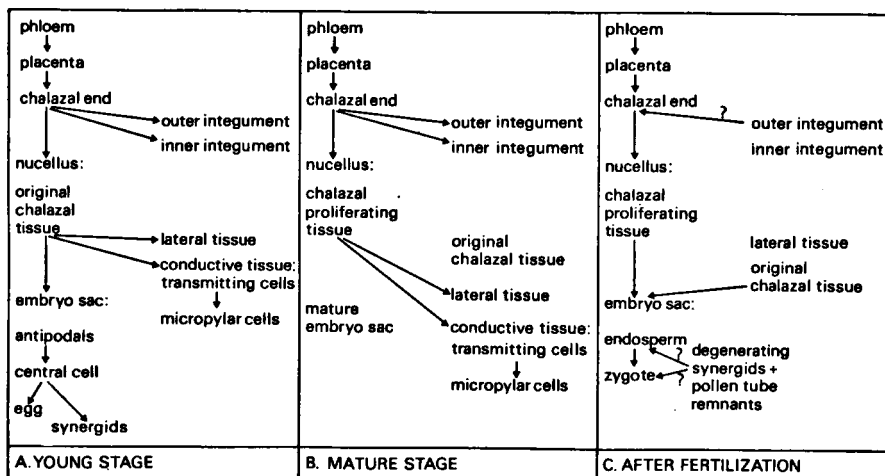 phloem
placenta
chalazal end
outer integument
inner integument
nucellus:
original
chalazal
tissue
lateral tissue
conductive tissue:
transmitting cells
micropylar cells
embryo sac:
antipodals
central cell
egg
synergids
A. YOUNG STAGE
phloem
placenta
chalazal end
outer integument
inner integument
nucellus:
chalazal
proliferating
tissue
original
chalazal tissue
lateral tissue
mature
embryo sac
conductive tissue:
transmitting cells
micropylar cells
B. MATURE STAGE
phloem
placenta
chalazal end
?
outer integument
inner integument
nucellus:
chalazal
proliferating
tissue
lateral tissue
original
chalazal tissue
embryo sac:
endosperm
zygote
?
?
degenerating
synergids +
pollen tube
remnants
C. AFTER FERTILIZATION